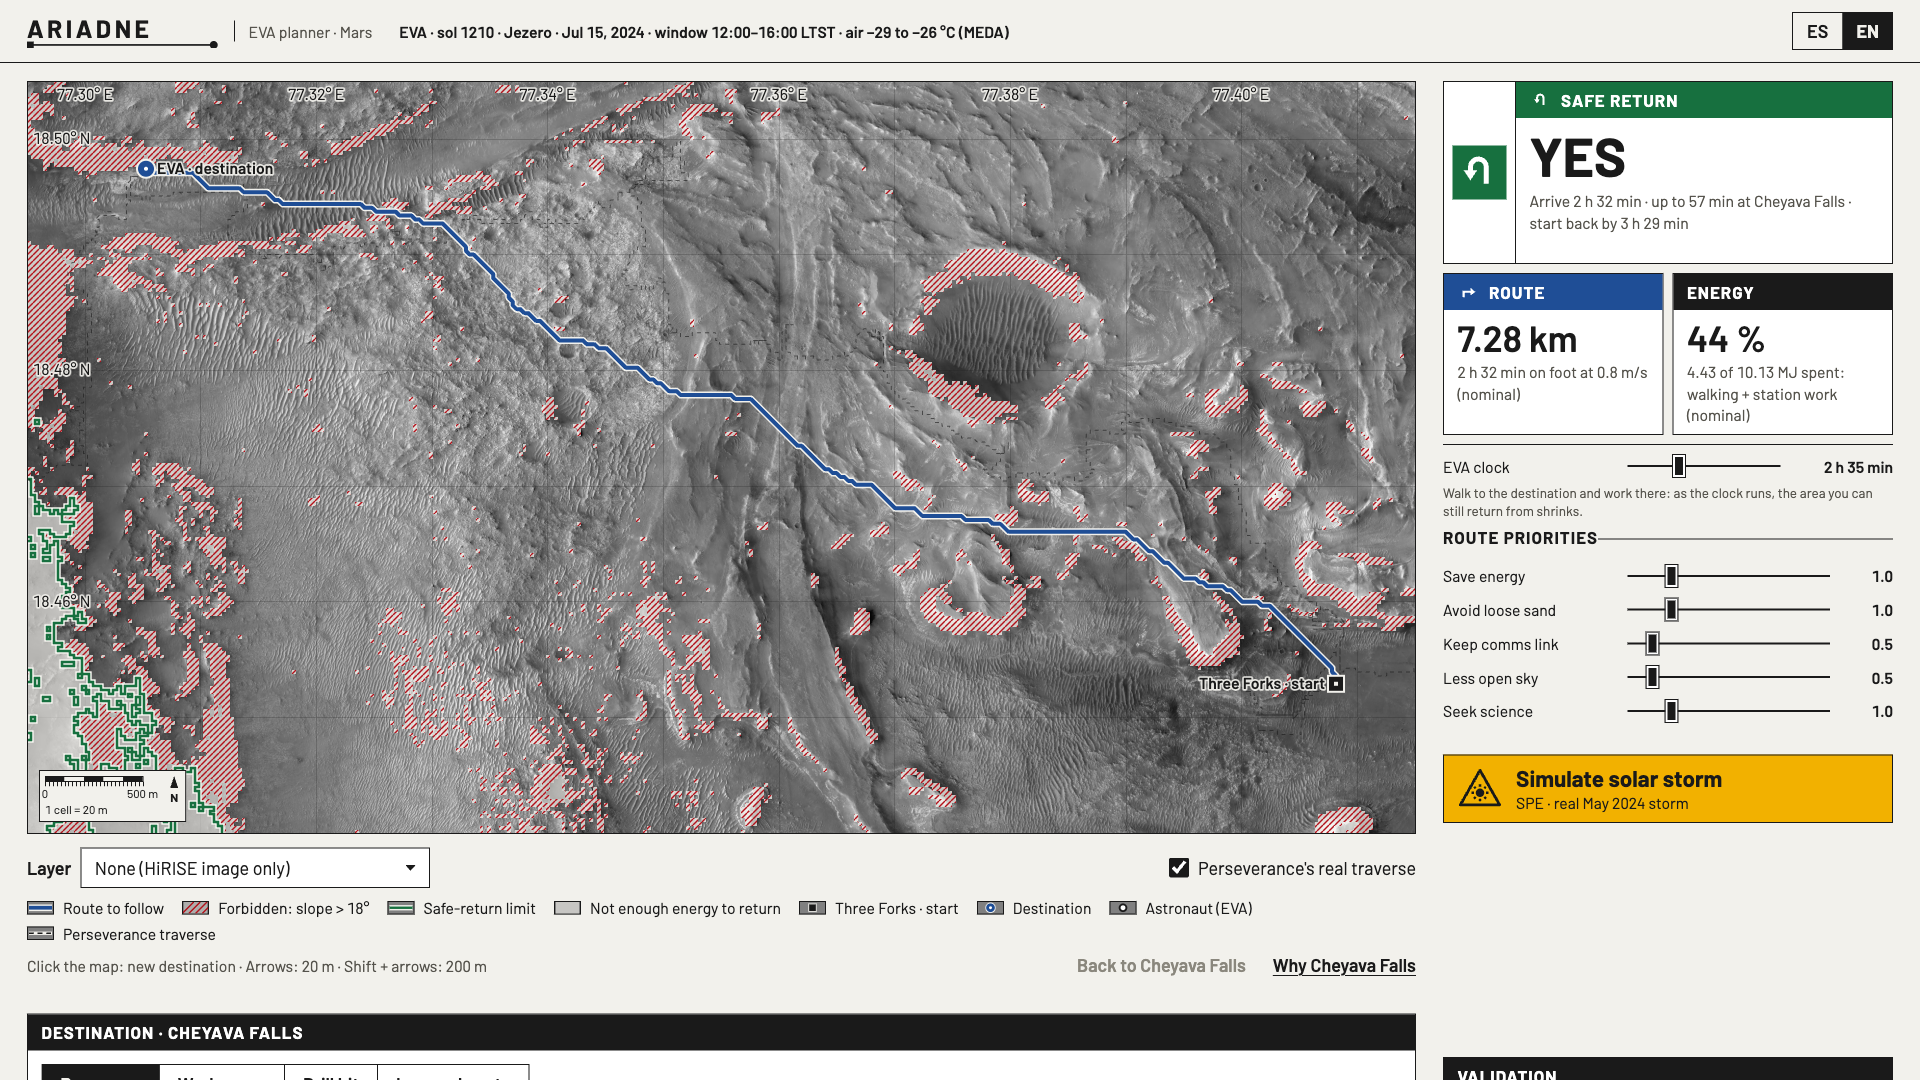 ARIADNE
EVA planner · Mars
EVA · sol 1210 · Jezero · Jul 15, 2024 · window 12:00–16:00 LTST · air −29 to −26 °C (MEDA)
ES EN
77.30° E 77.32° E 77.34° E 77.36° E 77.38° E 77.40° E
18.50° N
EVA · destination
18.48° N
18.46° N
Three Forks · start
0 500 m N
1 cell = 20 m
SAFE RETURN
YES
Arrive 2 h 32 min · up to 57 min at Cheyava Falls ·
start back by 3 h 29 min
ROUTE
7.28 km
2 h 32 min on foot at 0.8 m/s
(nominal)
ENERGY
44 %
4.43 of 10.13 MJ spent:
walking + station work
(nominal)
EVA clock 2 h 35 min
Walk to the destination and work there: as the clock runs, the area you can
still return from shrinks.
ROUTE PRIORITIES
Save energy 1.0
Avoid loose sand 1.0
Keep comms link 0.5
Less open sky 0.5
Seek science 1.0
Simulate solar storm
SPE · real May 2024 storm
Layer None (HiRISE image only) Perseverance's real traverse
Route to follow Forbidden: slope > 18° Safe-return limit Not enough energy to return Three Forks · start Destination Astronaut (EVA)
Perseverance traverse
Click the map: new destination · Arrows: 20 m · Shift + arrows: 200 m
Back to Cheyava Falls Why Cheyava Falls
DESTINATION · CHEYAVA FALLS
VALIDATION